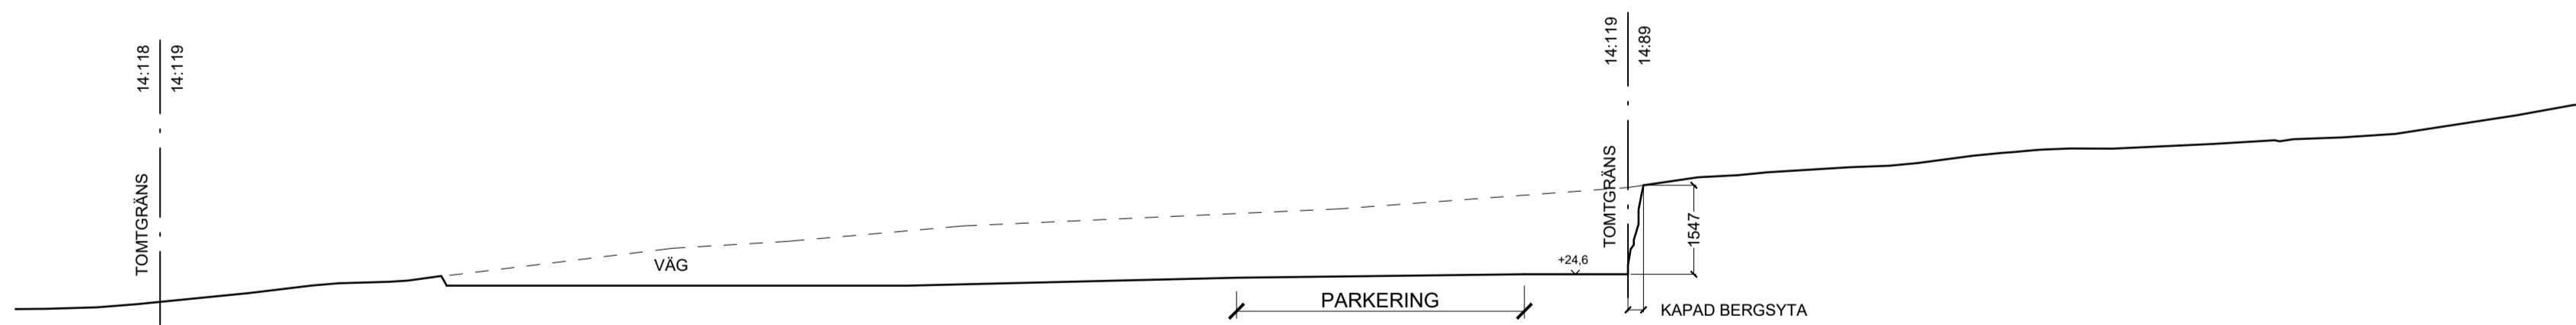 14:118
14:119
TOMTGRÄNS
VÄG
PARKERING
+24,6
14:119
14:89
TOMTGRÄNS
1547
KAPAD BERGSYTA